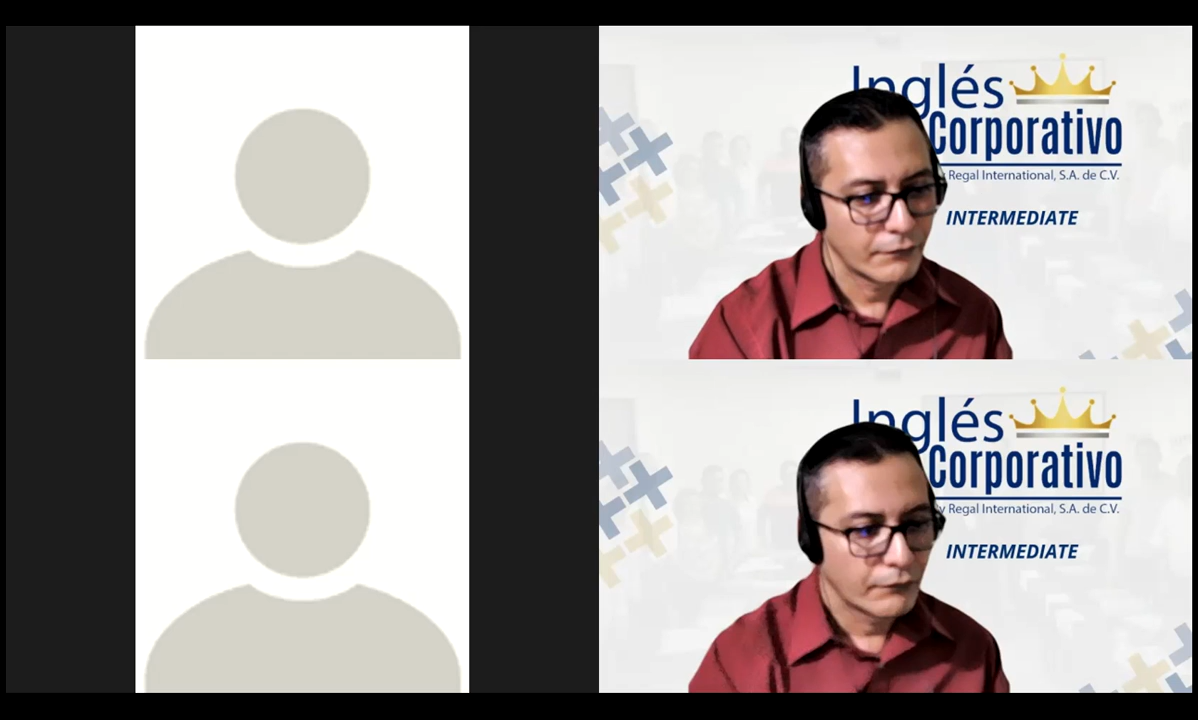 Inglés
Corporativo
Regal International, S.A. de C.V.
INTERMEDIATE
Inglés
Corporativo
y Regal International, S.A. de C.V.
INTERMEDIATE